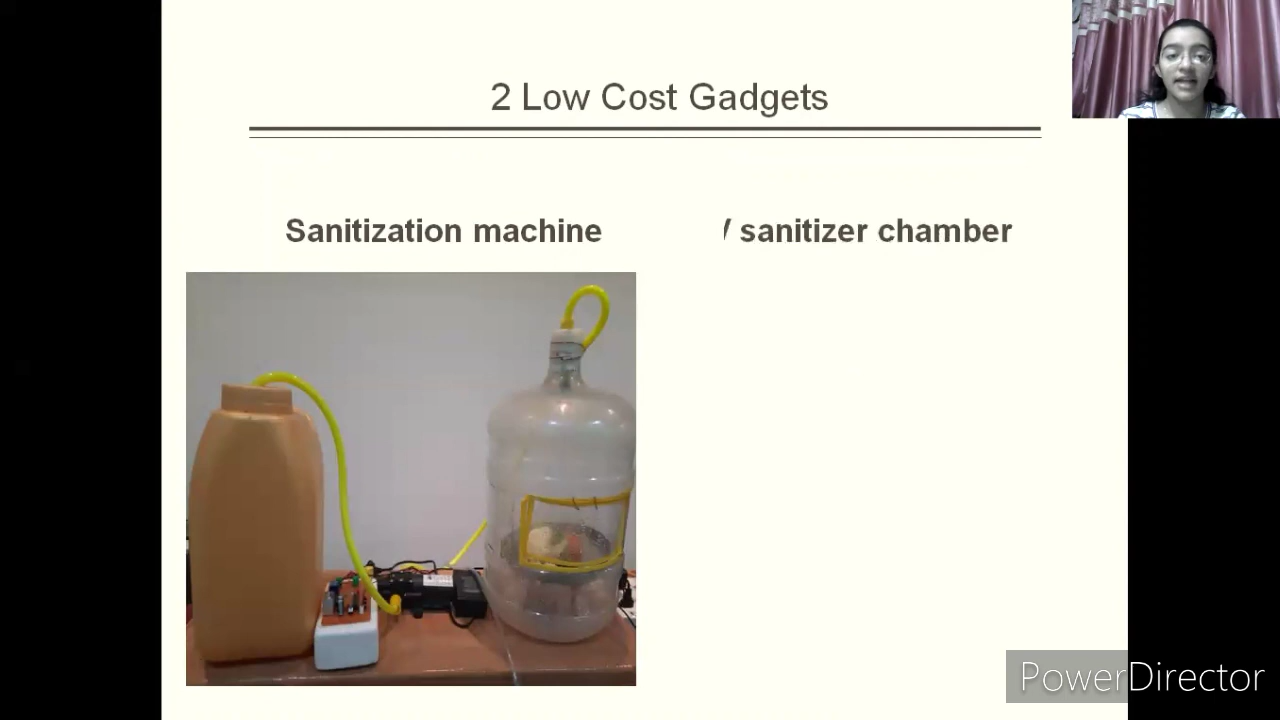 2 Low Cost Gadgets
Sanitization machine
/ sanitizer chamber
PowerDirector